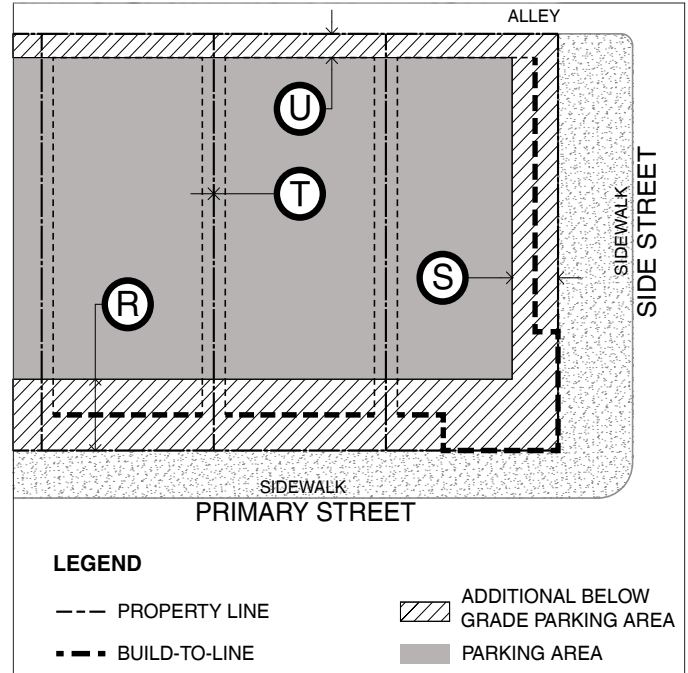 ALLEY
U
T
S
R
SIDEWALK
SIDE STREET
SIDEWALK
PRIMARY STREET
LEGEND
PROPERTY LINE
BUILD-TO-LINE
ADDITIONAL BELOW
GRADE PARKING AREA
PARKING AREA